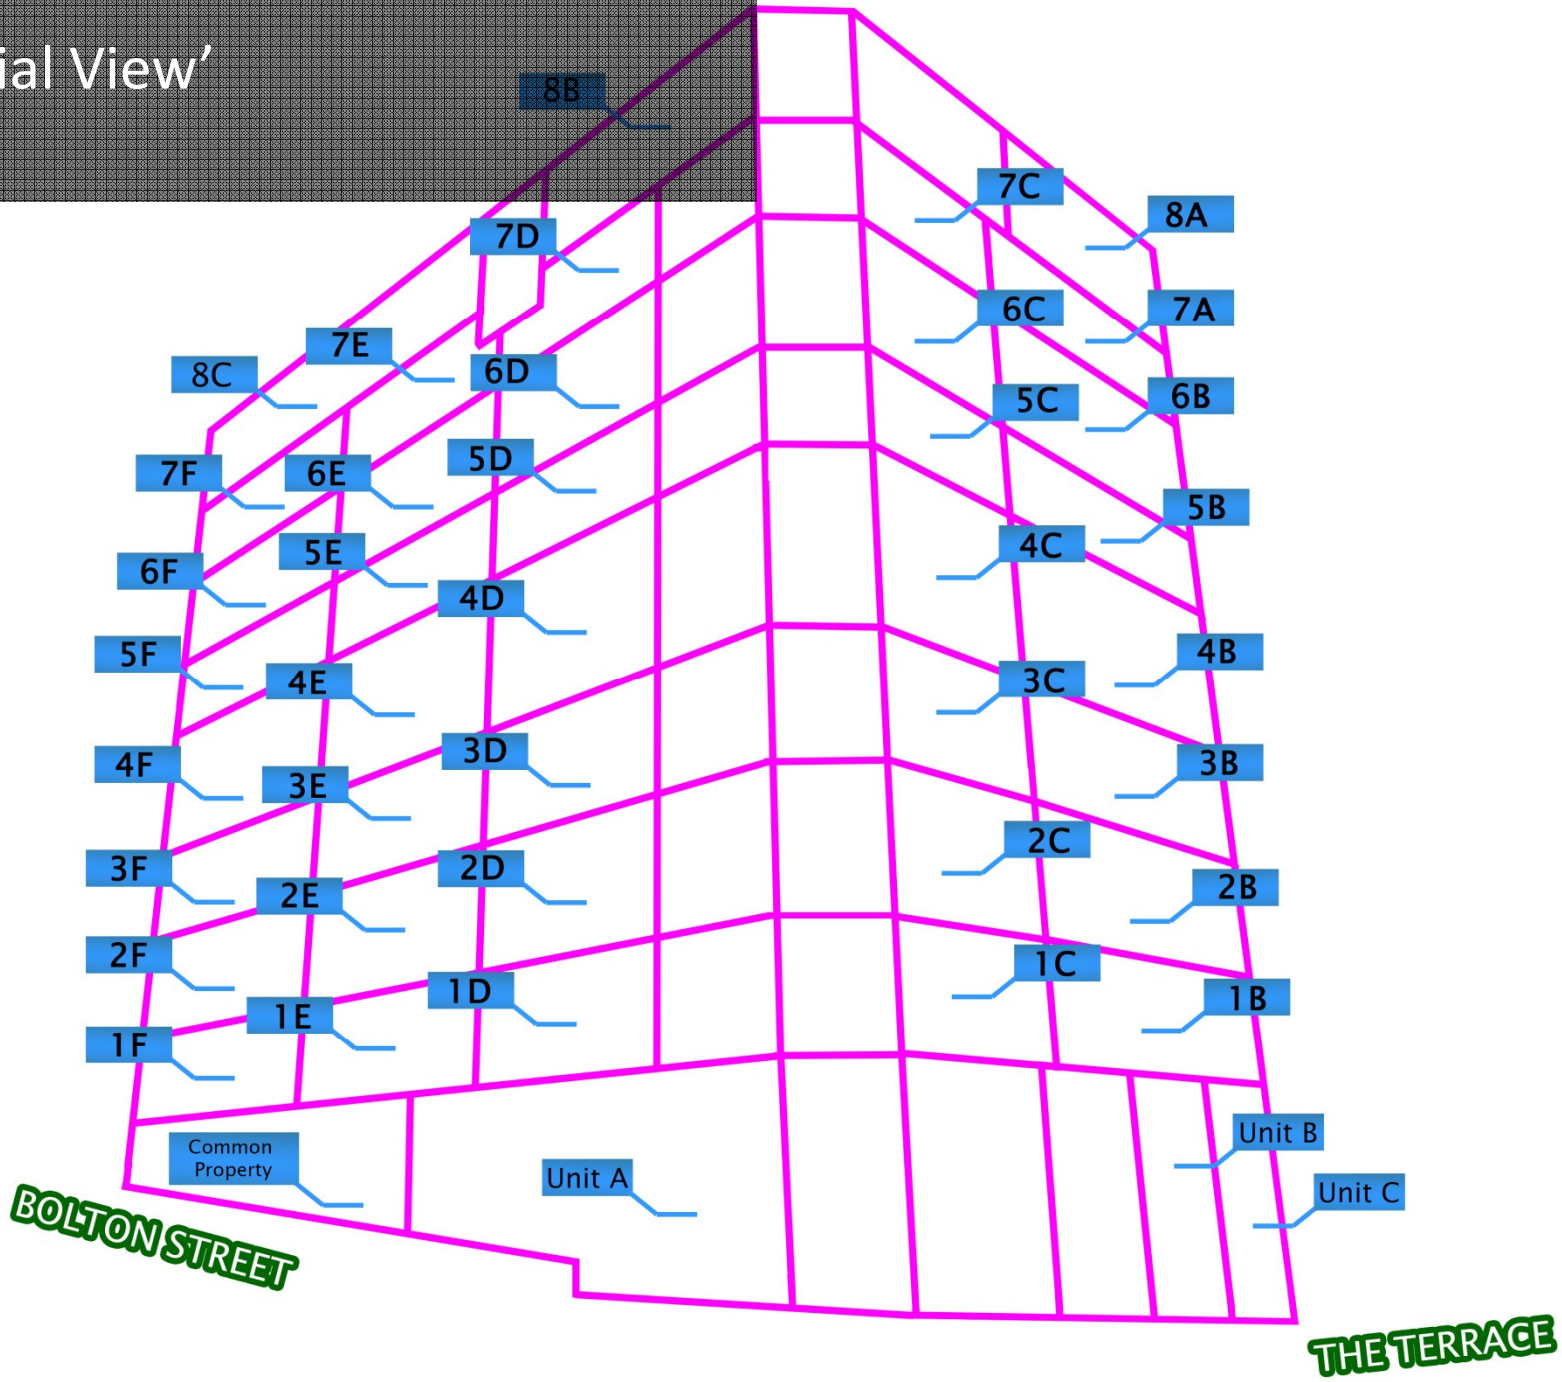 ial View’
8B
7C
8A
7D
6C
7A
7E
8C
6D
6B
5C
7F
6E
5D
5B
6F
5E
4C
4D
5F
4E
4B
3C
4F
3E
3D
3B
3F
2E
2D
2C
2B
2F
1E
1D
1C
1B
1F
Common
Property
Unit A
Unit B
Unit C
BOLTON STREET
THE TERRACE